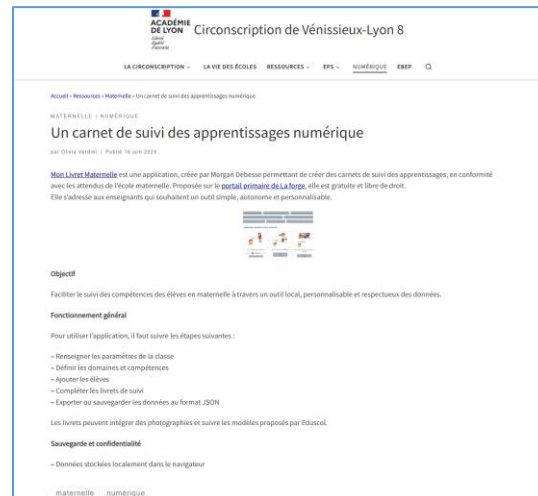 ACADÉMIE
DE LYON
Liberté
Égalité
Fraternité
Circonscription de Vénissieux-Lyon 8
LA CIRCONSCRIPTION LA VIE DES ÉCOLES RESSOURCES EPS NUMÉRIQUE EBEP
Accueil » Ressources » Maternelle » Un carnet de suivi des apprentissages numérique
MATERNELLE / NUMÉRIQUE
Un carnet de suivi des apprentissages numérique
par Olivia Verdier | Publié 16 juin 2025
Mon Livret Maternelle est une application, créée par Morgan Debesse permettant de créer des carnets de suivi des apprentissages, en conformité
avec les attendus de l'école maternelle. Proposée sur le portail primaire de La forge, elle est gratuite et libre de droit.
Elle s'adresse aux enseignants qui souhaitent un outil simple, autonome et personnalisable.
Objectif
Faciliter le suivi des compétences des élèves en maternelle à travers un outil local, personnalisable et respectueux des données.
Fonctionnement général
Pour utiliser l'application, il faut suivre les étapes suivantes :
– Renseigner les paramètres de la classe
– Définir les domaines et compétences
– Ajouter les élèves
– Compléter les livrets de suivi
– Exporter ou sauvegarder les données au format JSON
Les livrets peuvent intégrer des photographies et suivre les modèles proposés par Eduscol.
Sauvegarde et confidentialité
– Données stockées localement dans le navigateur
maternelle numérique